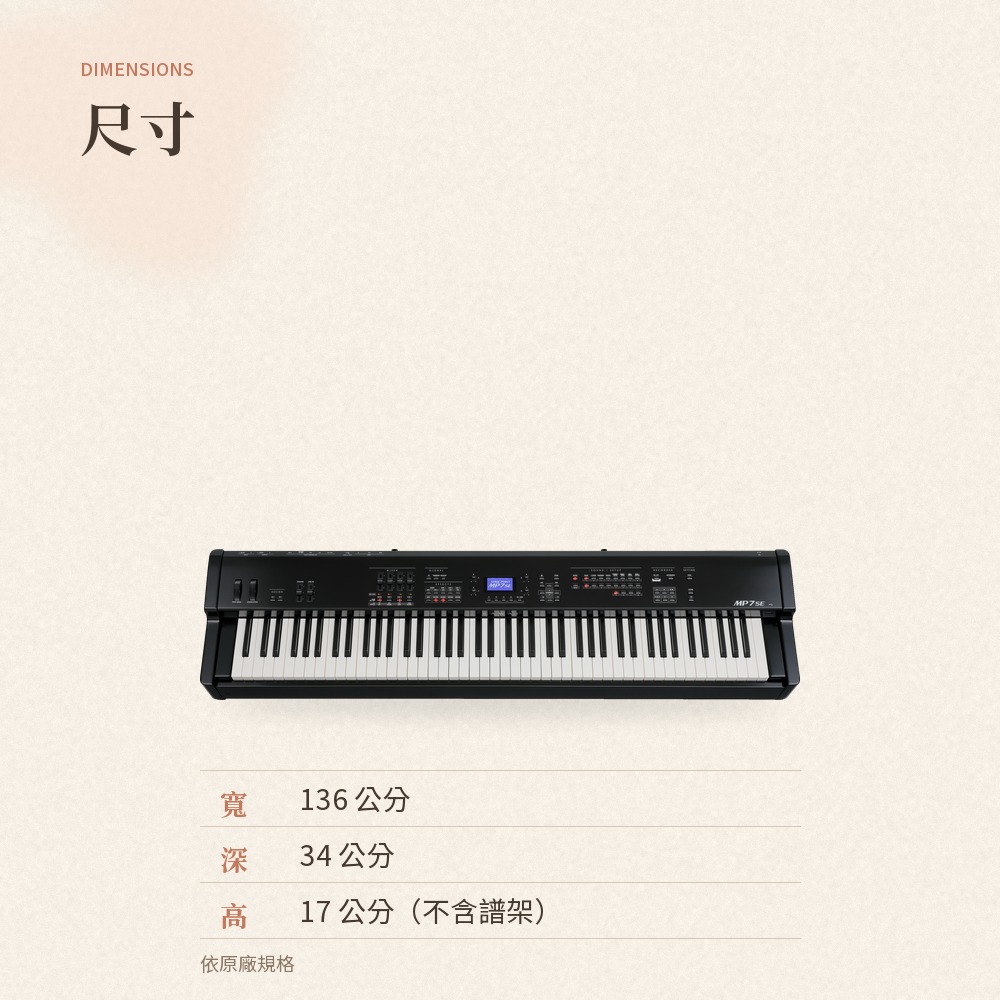 DIMENSIONS
尺寸
MP7SE
MP7SE
寬 136 公分
深 34 公分
高 17 公分（不含譜架）
依原廠規格